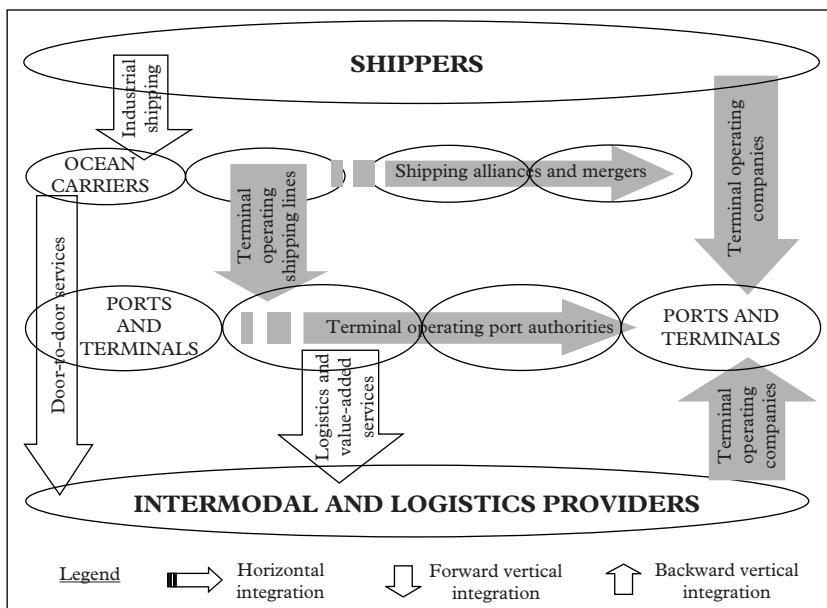 SHIPPERS
Industrial
shipping
OCEAN
CARRIERS
Shipping alliances and mergers
Terminal operating
companies
Terminal
operating
shipping lines
Door-to-door services
PORTS
AND
TERMINALS
Terminal operating port authorities
PORTS AND
TERMINALS
Logistics and
value-added
services
Terminal
operating
companies
INTERMODAL AND LOGISTICS PROVIDERS
Legend
Horizontal
integration
Forward vertical
integration
Backward vertical
integration